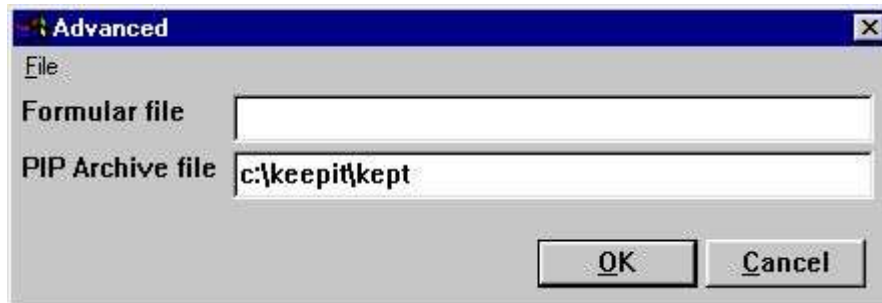 Advanced
File
Formular file
PIP Archive file c:\keepit\kept
OK Cancel